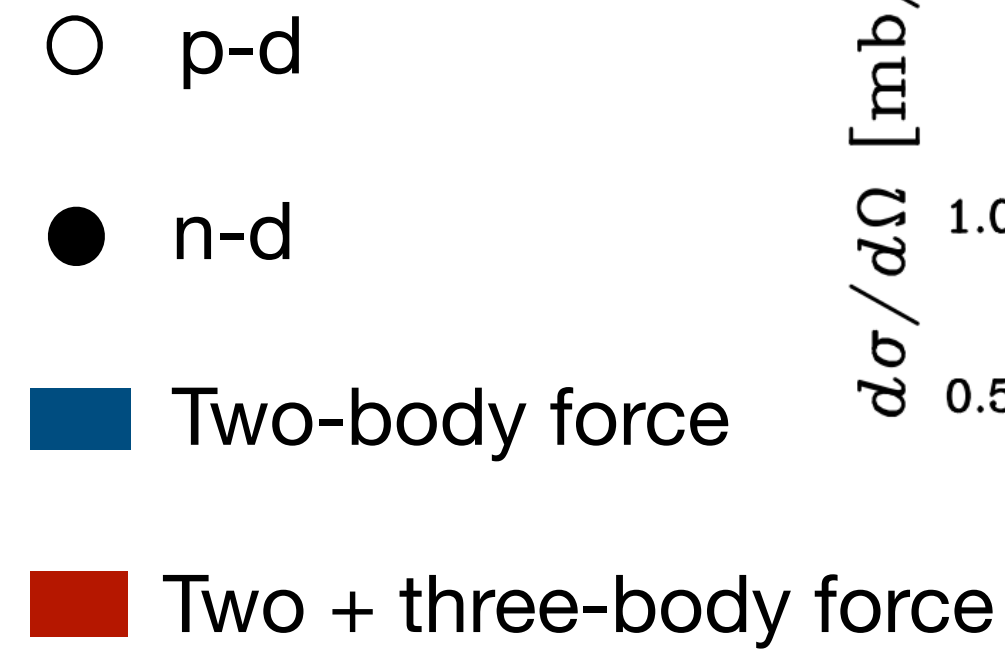 p-d
n-d
Two-body force
Two + three-body force
dσ/dΩ [mb/
1.0
0.5